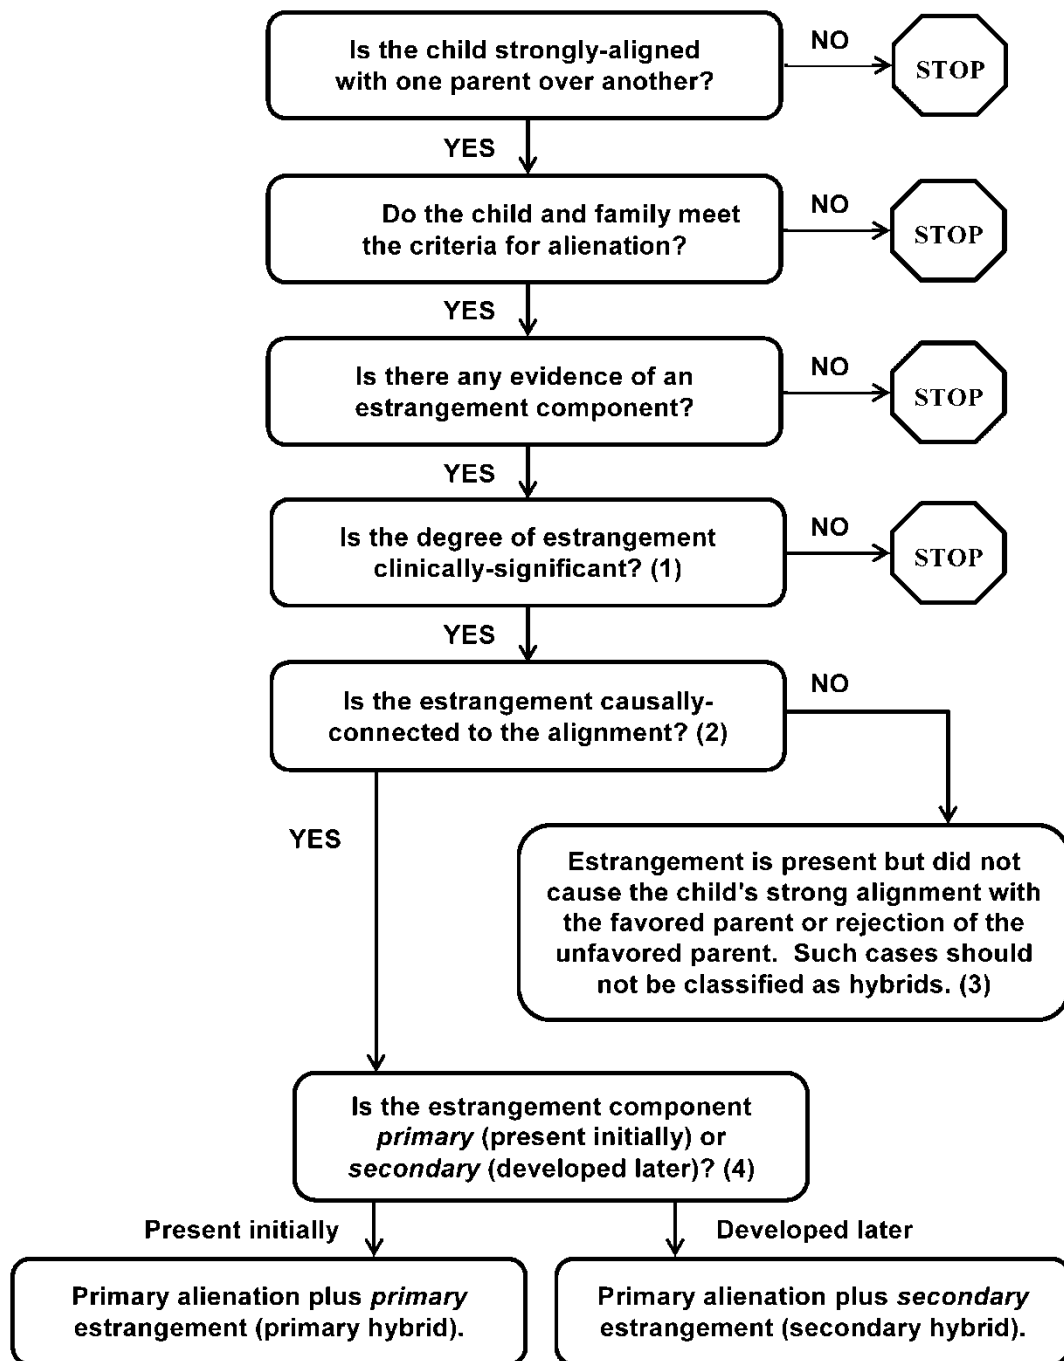 Is the child strongly-aligned
with one parent over another?
NO
STOP
YES
Do the child and family meet
the criteria for alienation?
NO
STOP
YES
Is there any evidence of an
estrangement component?
NO
STOP
YES
Is the degree of estrangement
clinically-significant? (1)
NO
STOP
YES
Is the estrangement causally-
connected to the alignment? (2)
NO
YES
Estrangement is present but did not
cause the child's strong alignment with
the favored parent or rejection of the
unfavored parent. Such cases should
not be classified as hybrids. (3)
Is the estrangement component
primary (present initially) or
secondary (developed later)? (4)
Present initially
Developed later
Primary alienation plus primary
estrangement (primary hybrid).
Primary alienation plus secondary
estrangement (secondary hybrid).